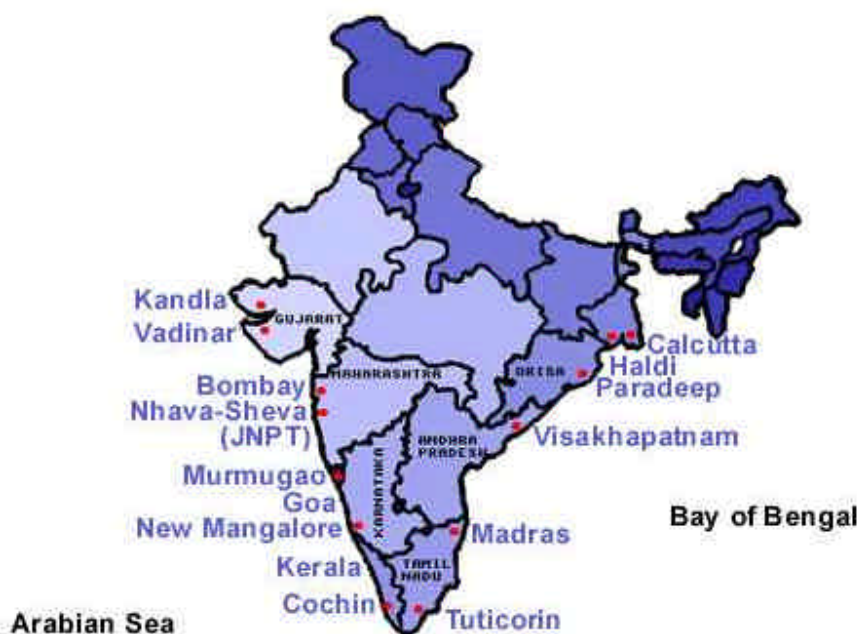 Kandla
GUJARAT
Vadinar
Calcutta
Haldi
MAHARASHTRA
ORISA
Paradeep
Bombay
Nhava-Sheva
(JNPT)
Visakhapatnam
ANDHRA
PRADESH
KARNATAKA
Murmugao
Goa
New Mangalore
Madras
Bay of Bengal
Kerala
TAMIL
NADU
Cochin
Tuticorin
Arabian Sea